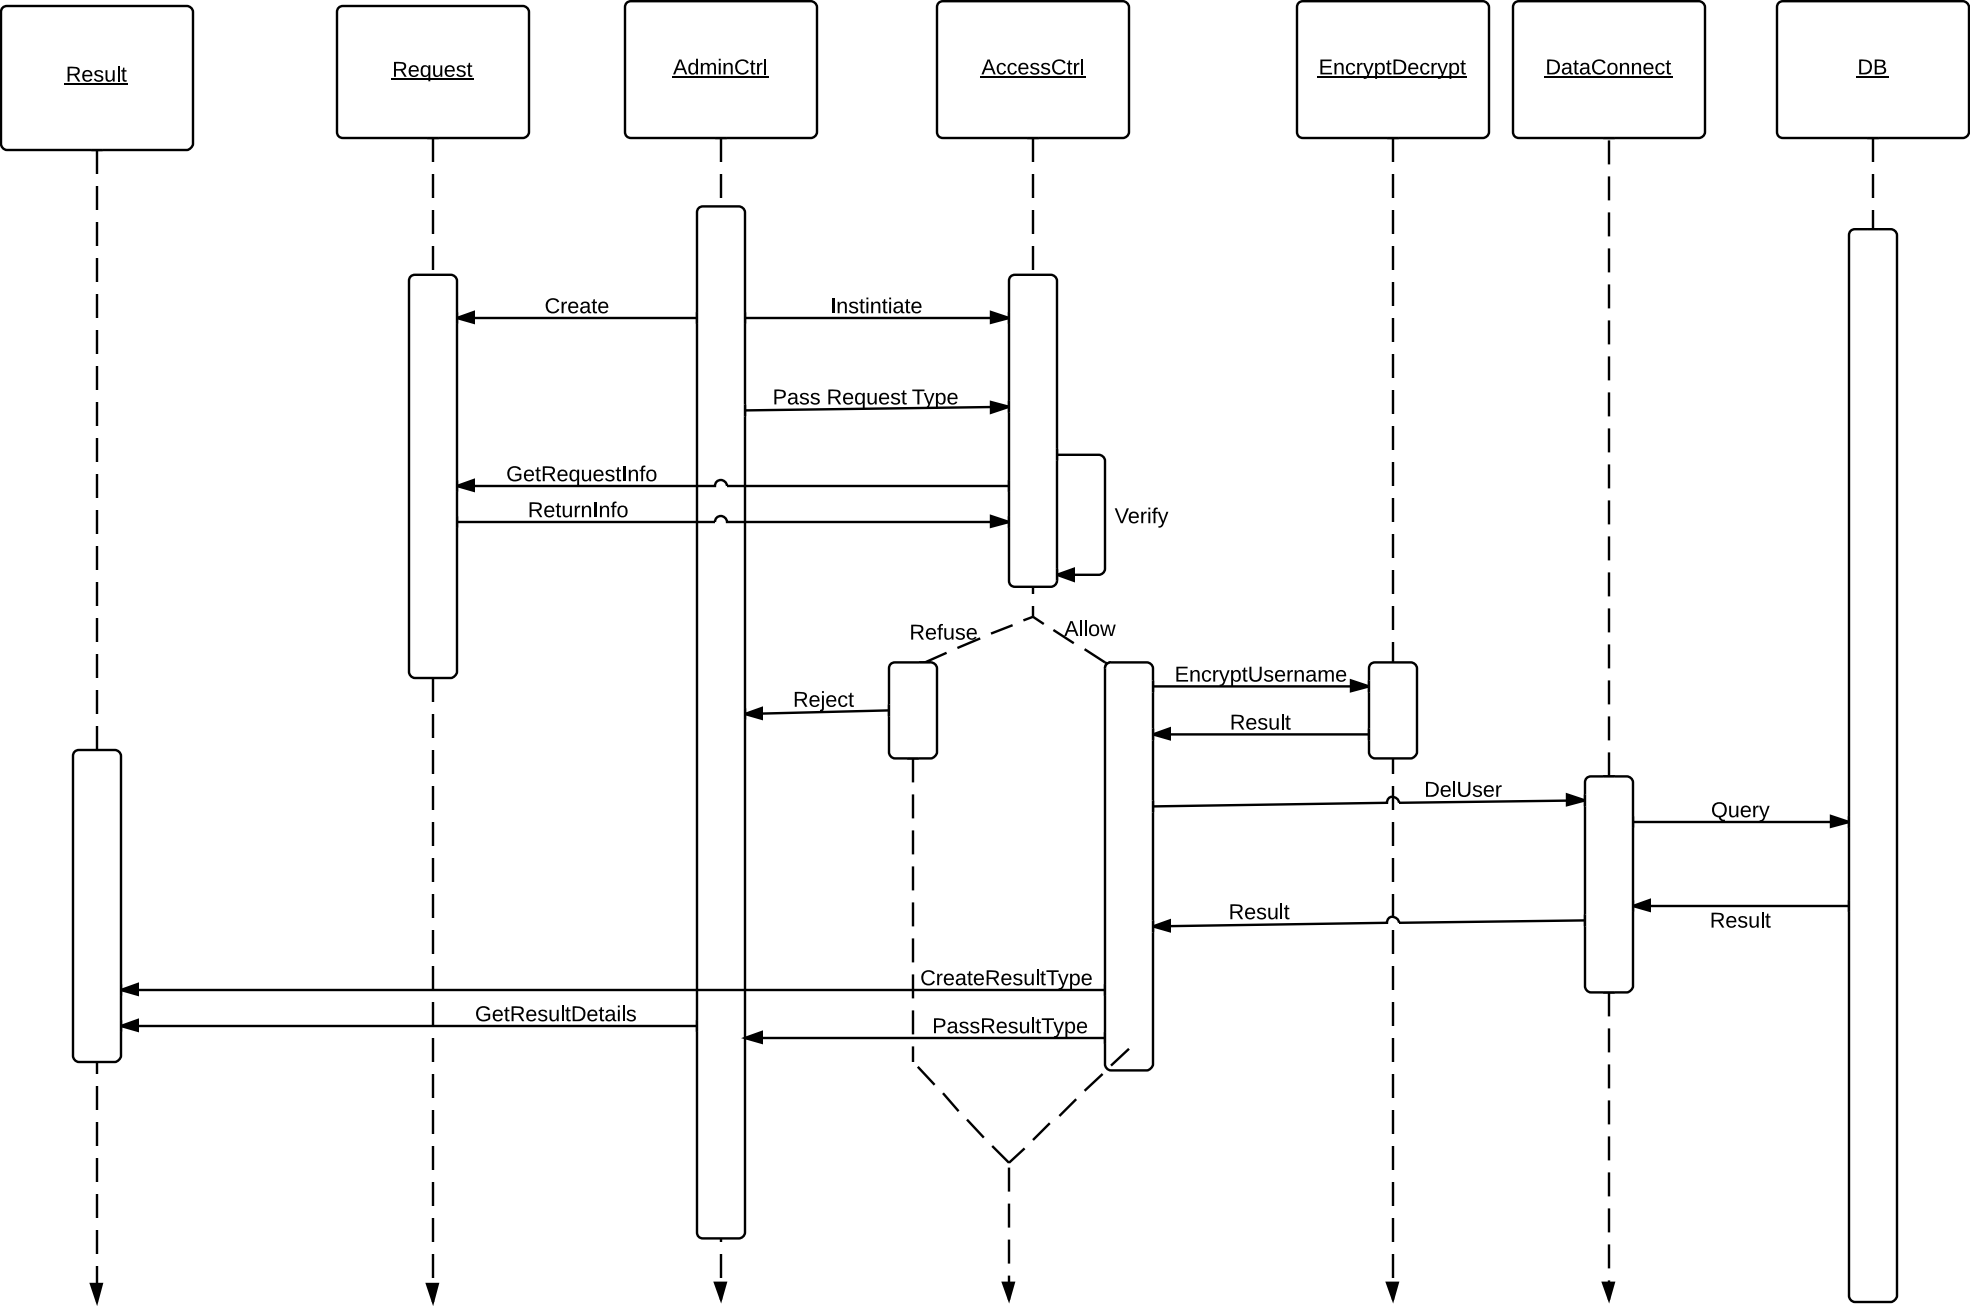 Result
Request
AdminCtrl
AccessCtrl
EncryptDecrypt
DataConnect
DB
Create
Instintiate
Pass Request Type
GetRequestInfo
ReturnInfo
Verify
Refuse
Allow
EncryptUsername
Reject
Result
DelUser
Query
Result
Result
CreateResultType
GetResultDetails
PassResultType